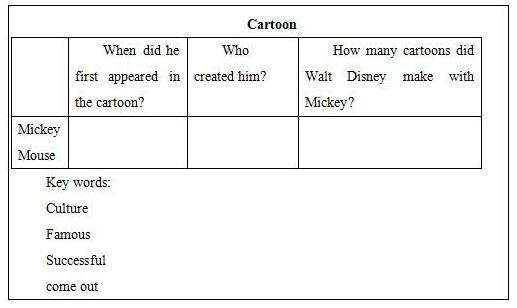 Cartoon
When did he first appeared in the cartoon?
Who created him?
How many cartoons did Walt Disney make with Mickey?
Mickey Mouse
Key words:
Culture
Famous
Successful
come out